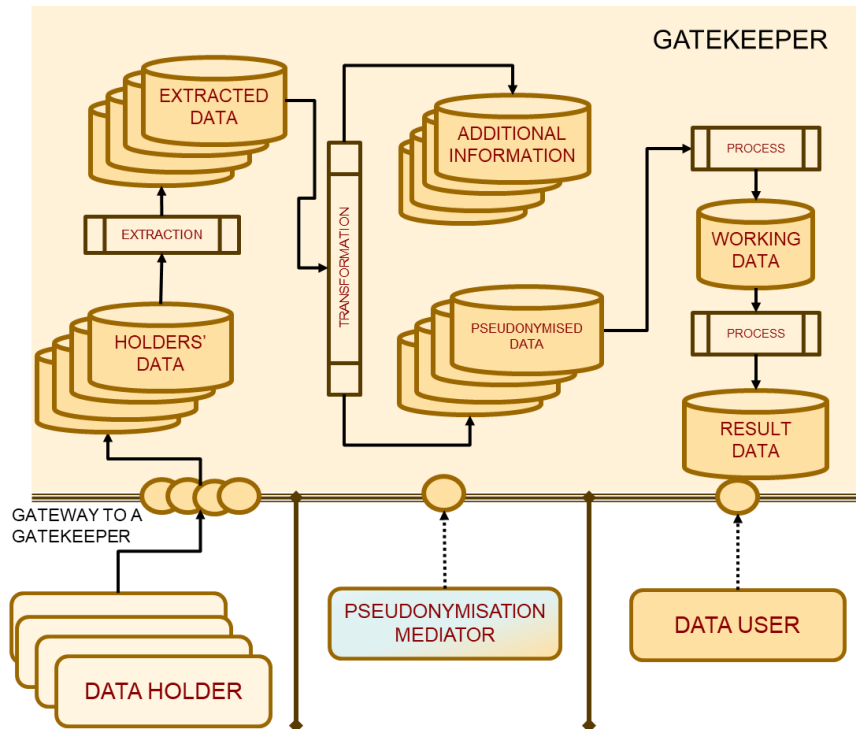 GATEKEEPER
EXTRACTED
DATA
ADDITIONAL
INFORMATION
PROCESS
EXTRACTION
TRANSFORMATION
WORKING
DATA
HOLDERS'
DATA
PSEUDONYMISED
DATA
PROCESS
RESULT
DATA
GATEWAY TO A
GATEKEEPER
PSEUDONYMISATION
MEDIATOR
DATA USER
DATA HOLDER